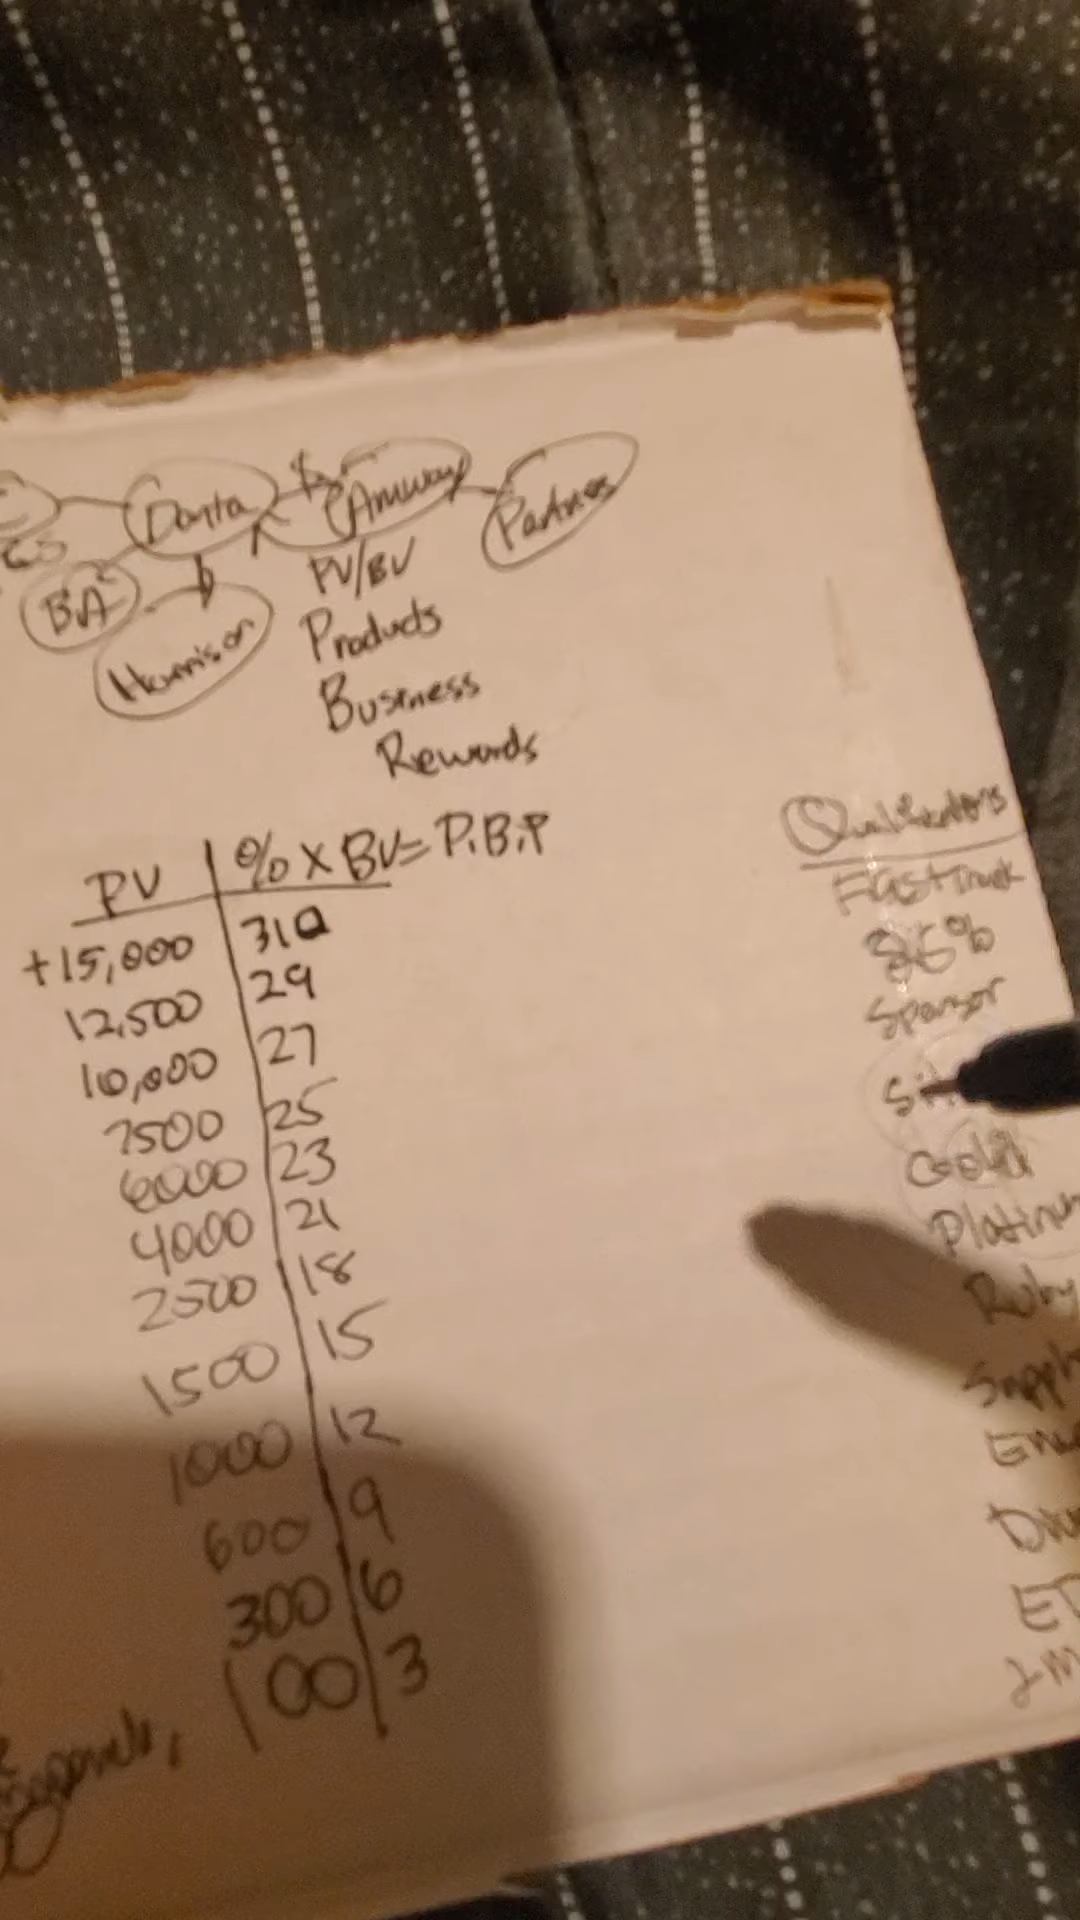 Donta $ Amway Partners
BA
Harrison
PV/BV
Products
Business
Rewards
Qualifications
PV % X BV = P.B.P
Fast Track
+15,000 31
12,500 29
Sponsor
10,000 27
7500 25
6000 23
Gold
4000 21
Platinum
2500 18
Ruby
1500 15
1000 12
600 9
300 6
100 3